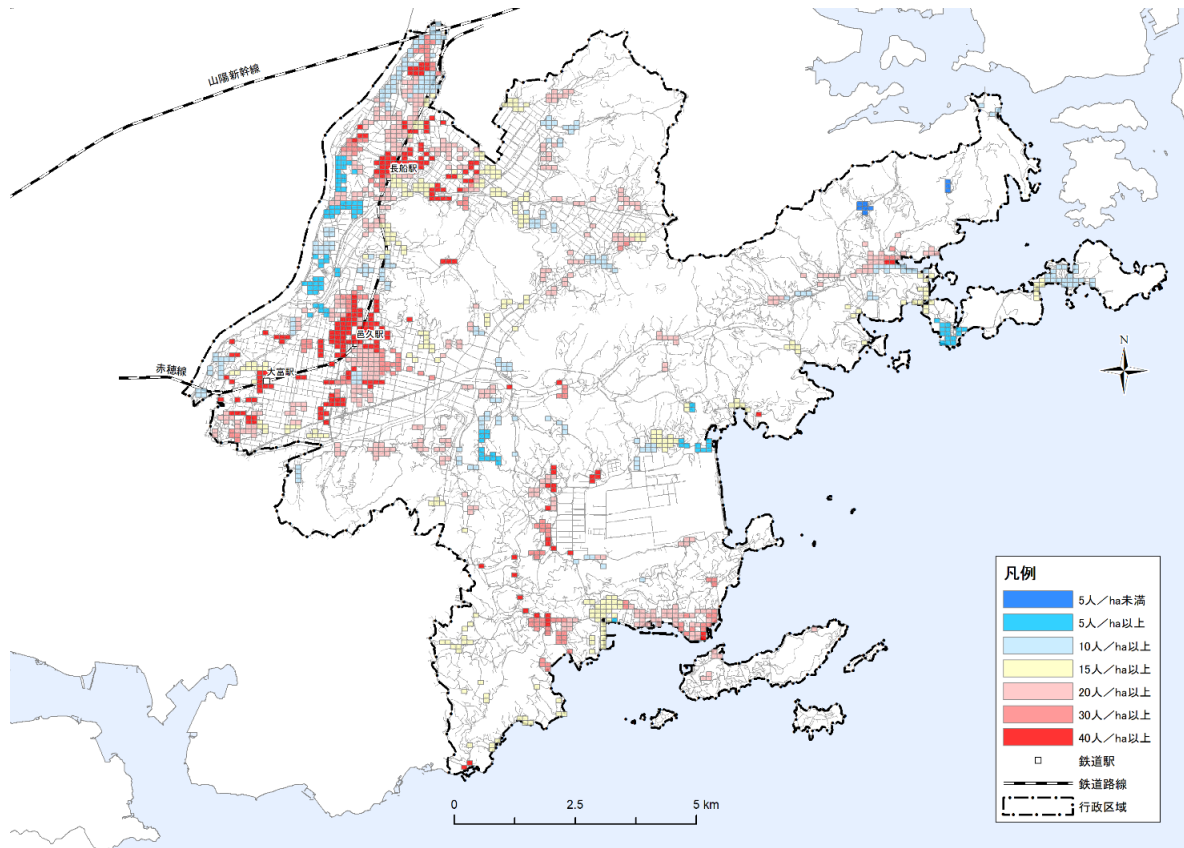 山陽新幹線
長船駅
邑久駅
大富駅
赤穂線
N
凡例
5人／ha未満
5人／ha以上
10人／ha以上
15人／ha以上
20人／ha以上
30人／ha以上
40人／ha以上
鉄道駅
鉄道路線
行政区域
0 2.5 5 km